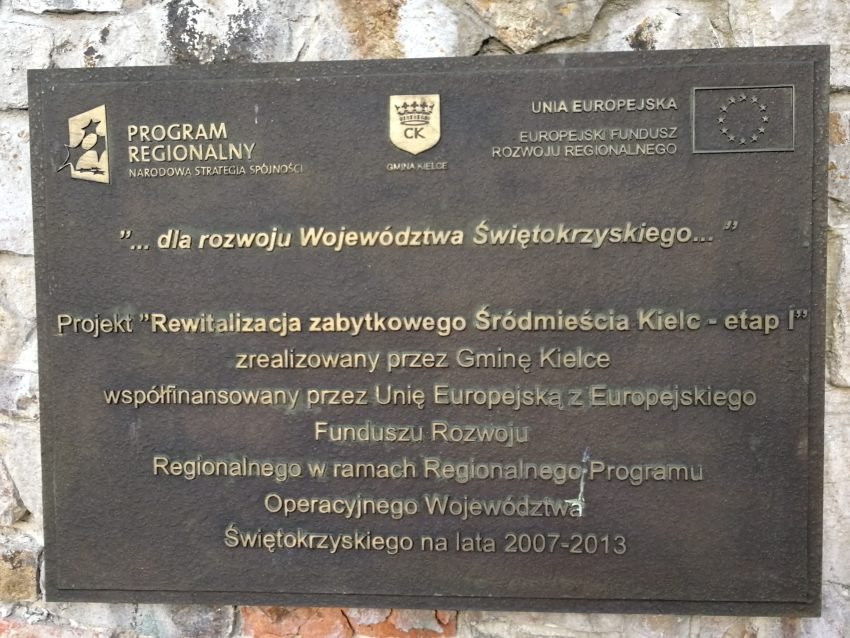 PROGRAM
REGIONALNY
NARODOWA STRATEGIA SPÓJNOŚCI
CK
GMINA KIELCE
UNIA EUROPEJSKA
EUROPEJSKI FUNDUSZ
ROZWOJU REGIONALNEGO
"... dla rozwoju Województwa Świętokrzyskiego... "
Projekt "Rewitalizacja zabytkowego Śródmieścia Kielc - etap I"
zrealizowany przez Gminę Kielce
współfinansowany przez Unię Europejską z Europejskiego
Funduszu Rozwoju
Regionalnego w ramach Regionalnego Programu
Operacyjnego Województwa
Świętokrzyskiego na lata 2007-2013